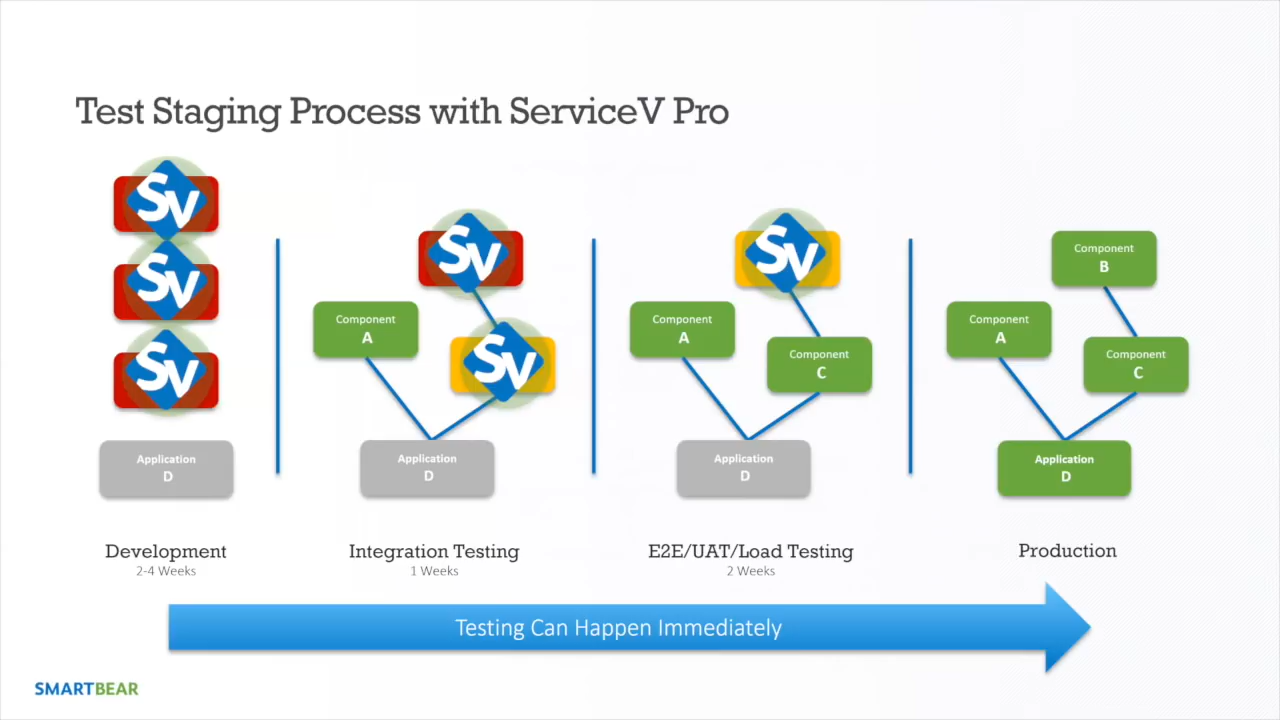 Test Staging Process with ServiceV Pro
SV
SV
SV
Application
D
Development
2-4 Weeks
SV
Component
A
SV
Application
D
Integration Testing
1 Weeks
SV
Component
A
Component
C
Application
D
E2E/UAT/Load Testing
2 Weeks
Component
B
Component
A
Component
C
Application
D
Production
Testing Can Happen Immediately
SMARTBEAR